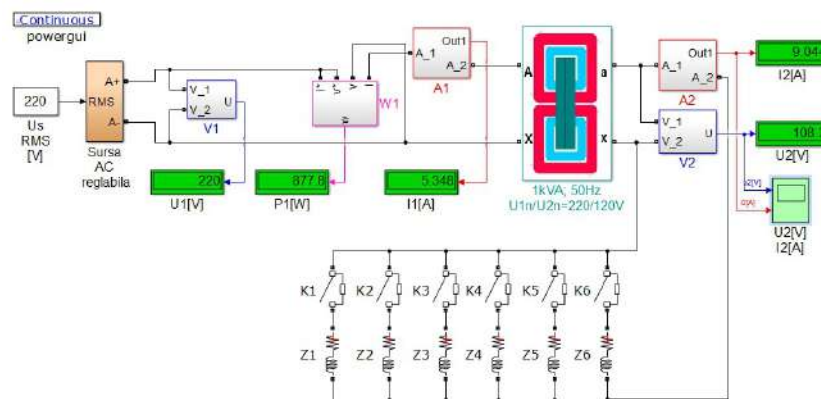 Continuous
powergui
220
Us
RMS
[V]
A+
RMS
A-
Sursa
AC
reglabila
V_1
V_2
U
V1
W1
A_1
Out1
A_2
A1
220
U1[V]
877.8
P1[W]
5.348
I1[A]
A
X
a
x
1kVA; 50Hz
U1n/U2n=220/120V
A_1
Out1
A_2
A2
V_1
V_2
U
V2
9.044
I2[A]
108.
U2[V]
U2[V]
I2[A]
K1
K2
K3
K4
K5
K6
Z1
Z2
Z3
Z4
Z5
Z6